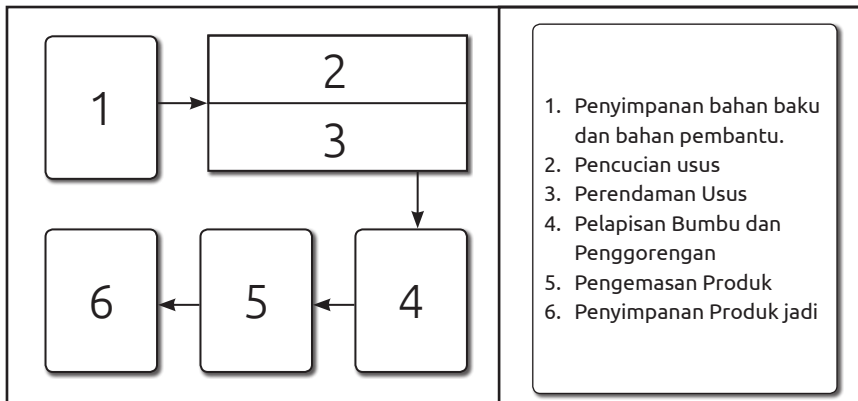 1
2
3
6
5
4
1. Penyimpanan bahan baku
dan bahan pembantu.
2. Pencucian usus
3. Perendaman Usus
4. Pelapisan Bumbu dan
Penggorengan
5. Pengemasan Produk
6. Penyimpanan Produk jadi